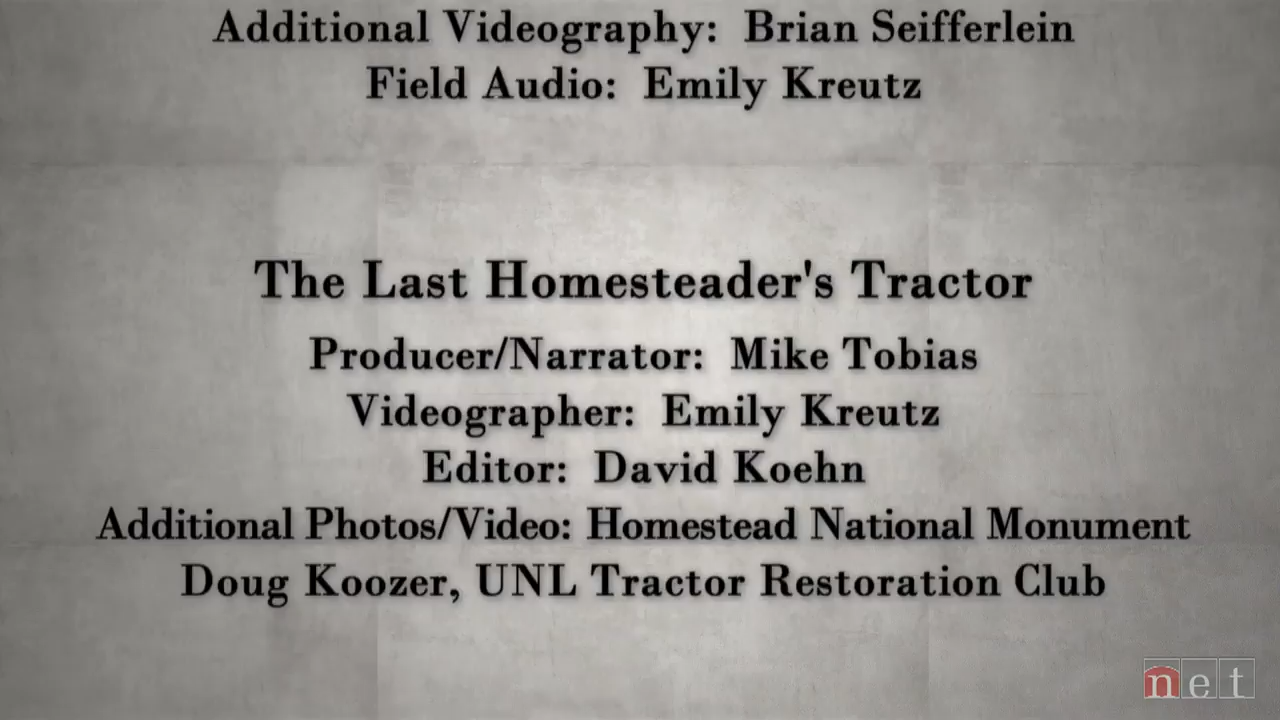 Additional Videography: Brian Seifferlein
Field Audio: Emily Kreutz
The Last Homesteader's Tractor
Producer/Narrator: Mike Tobias
Videographer: Emily Kreutz
Editor: David Koehn
Additional Photos/Video: Homestead National Monument
Doug Koozer, UNL Tractor Restoration Club
net